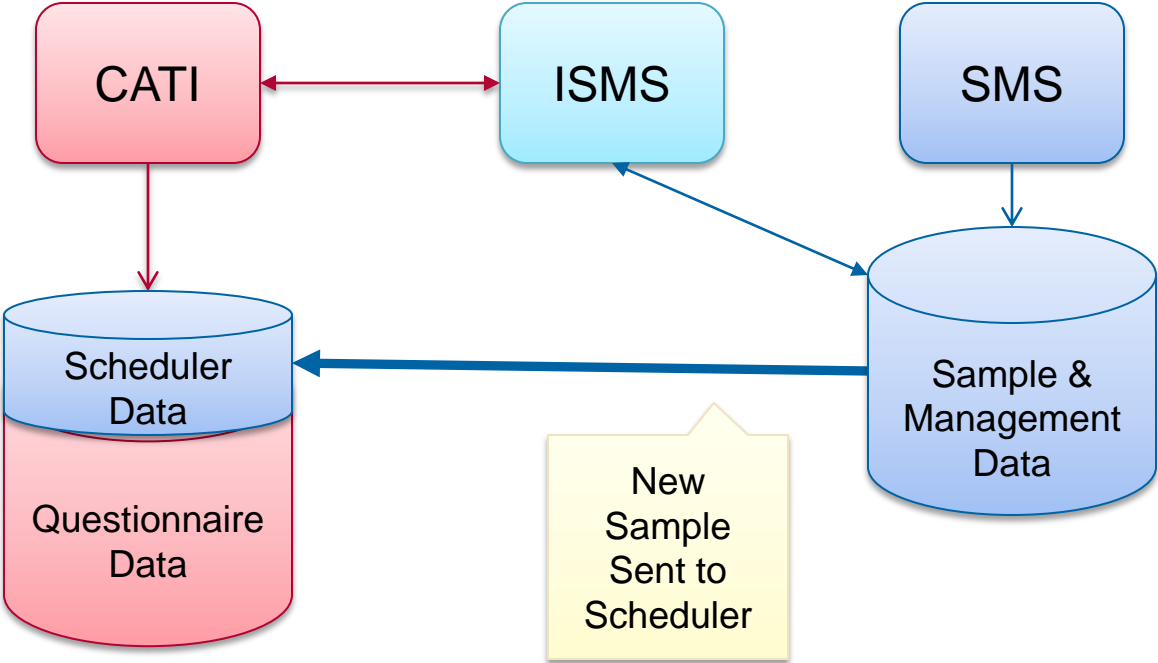 CATI
ISMS
SMS
Scheduler
Data
Questionnaire
Data
New
Sample
Sent to
Scheduler
Sample &
Management
Data